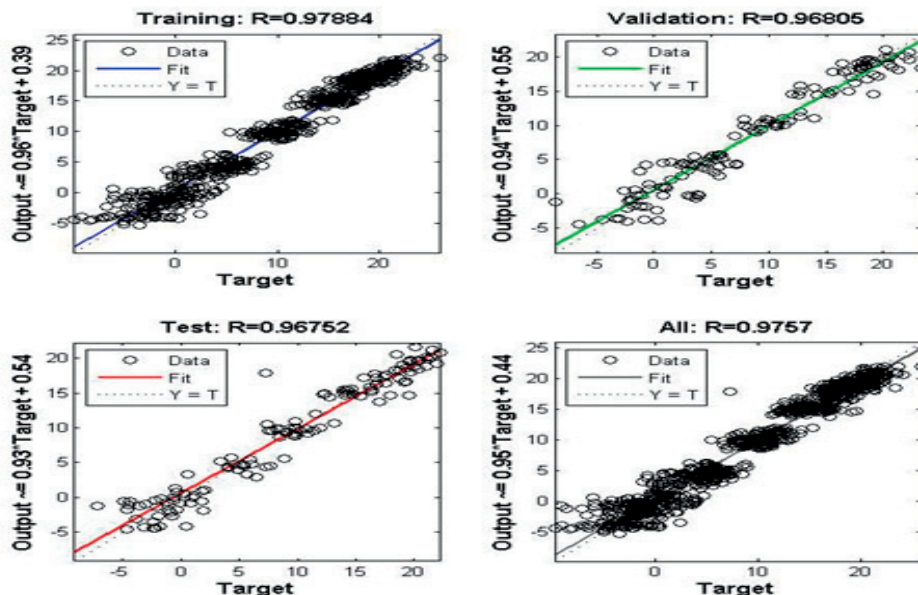 Training: R=0.97884
Output ~= 0.96*Target + 0.39
25
20
15
10
5
0
-5
Data
Fit
Y = T
0
10
20
Target
Validation: R=0.96805
Output ~= 0.94*Target + 0.55
20
15
10
5
0
-5
Data
Fit
Y = T
-5
0
5
10
15
20
Target
Test: R=0.96752
Output ~= 0.93*Target + 0.54
20
15
10
5
0
-5
Data
Fit
Y = T
-5
0
5
10
15
20
Target
All: R=0.9757
Output ~= 0.95*Target + 0.44
25
20
15
10
5
0
-5
Data
Fit
Y = T
0
10
20
Target